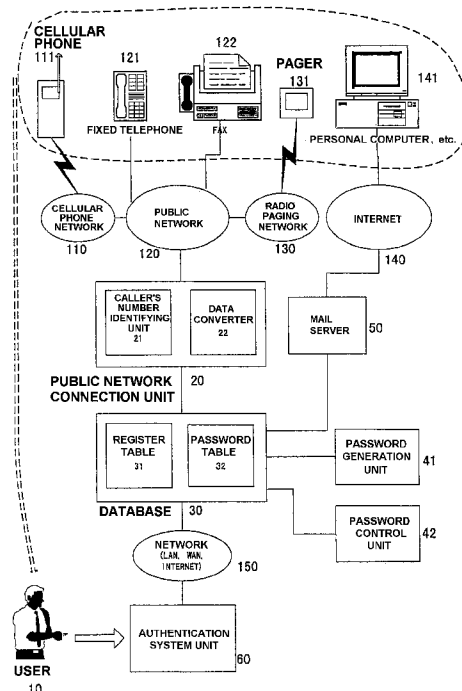 CELLULAR
PHONE
111
121
122
PAGER
131
141
FIXED TELEPHONE
FAX
PERSONAL COMPUTER, etc.
CELLULAR
PHONE
NETWORK
110
PUBLIC
NETWORK
120
RADIO
PAGING
NETWORK
130
INTERNET
140
CALLER'S
NUMBER
IDENTIFYING
UNIT
21
DATA
CONVERTER
22
MAIL
SERVER
50
PUBLIC NETWORK
CONNECTION UNIT
20
REGISTER
TABLE
31
PASSWORD
TABLE
32
PASSWORD
GENERATION
UNIT
41
DATABASE
30
PASSWORD
CONTROL
UNIT
42
NETWORK
(LAN, WAN,
INTERNET)
150
AUTHENTICATION
SYSTEM UNIT
60
USER
10